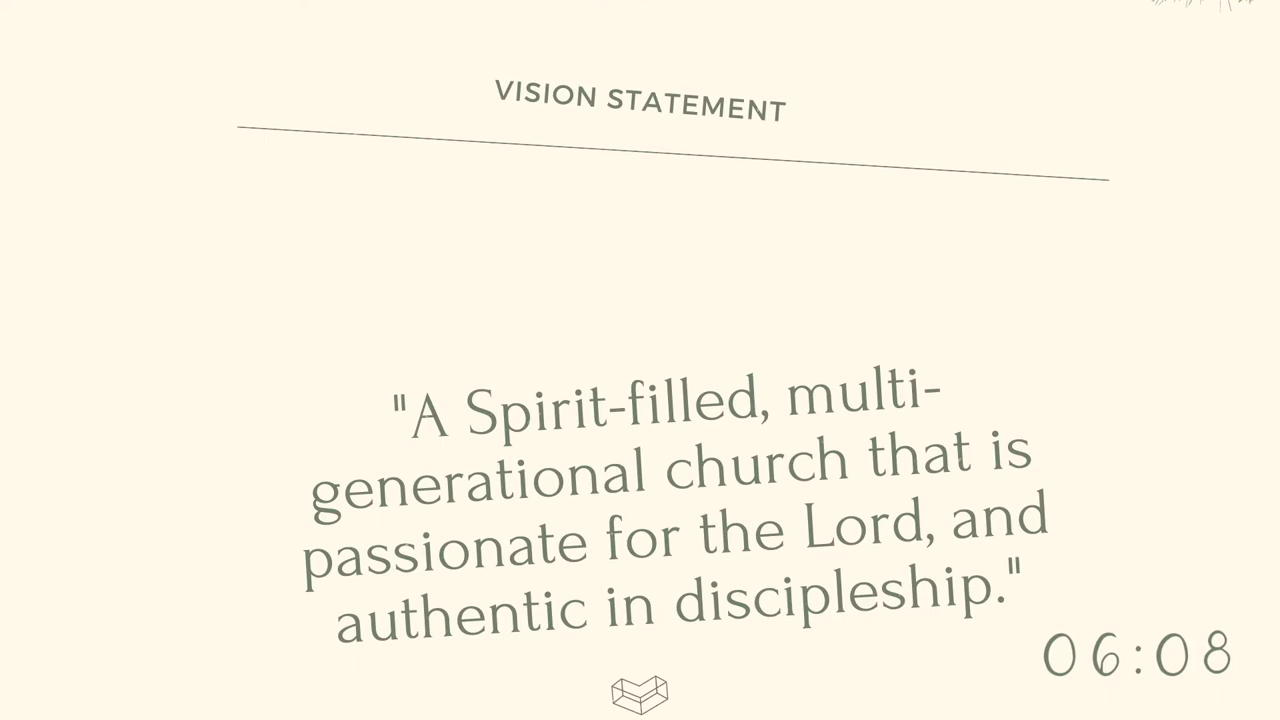 VISION STATEMENT
"A Spirit-filled, multi-
generational church that is
passionate for the Lord, and
authentic in discipleship."
06:08